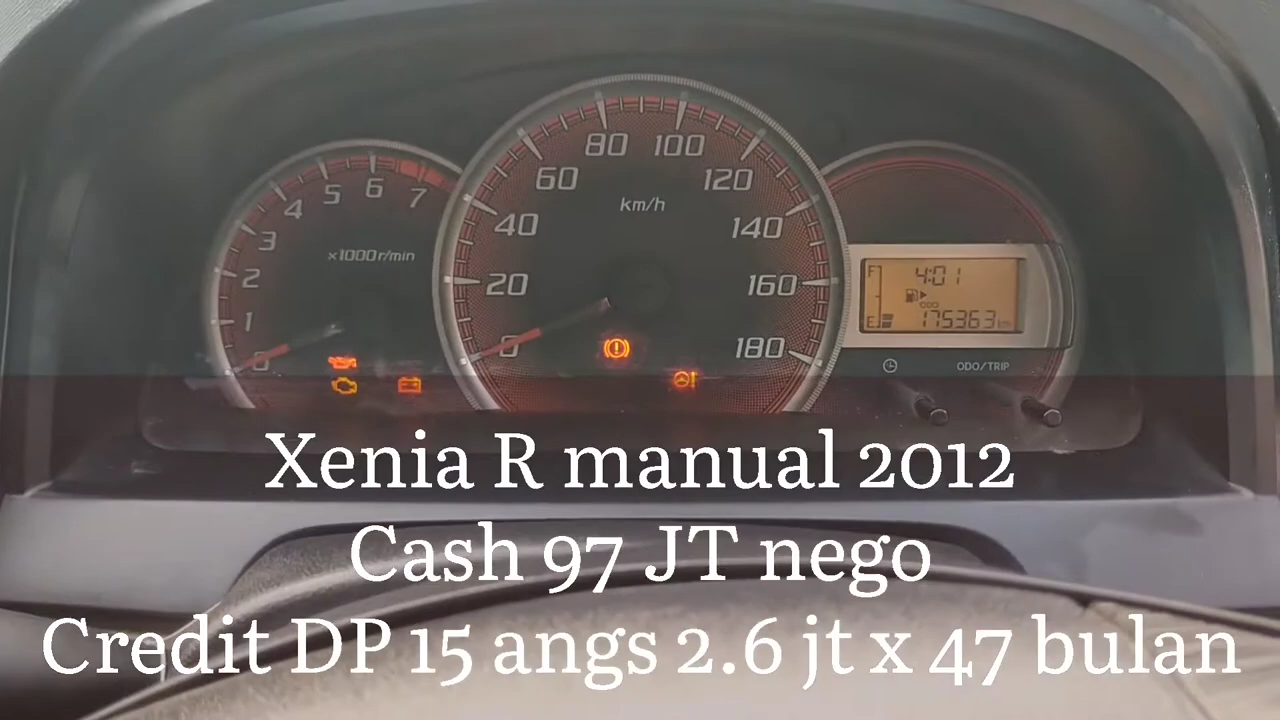 80 100
60 120
5 6 7
4
3
40 km/h 140
×1000 r/min
2 20 160
F 4:01
1
E 175363 km
0 0 180
ODO/TRIP
Xenia R manual 2012
Cash 97 JT nego
Credit DP 15 angs 2.6 jt x 47 bulan